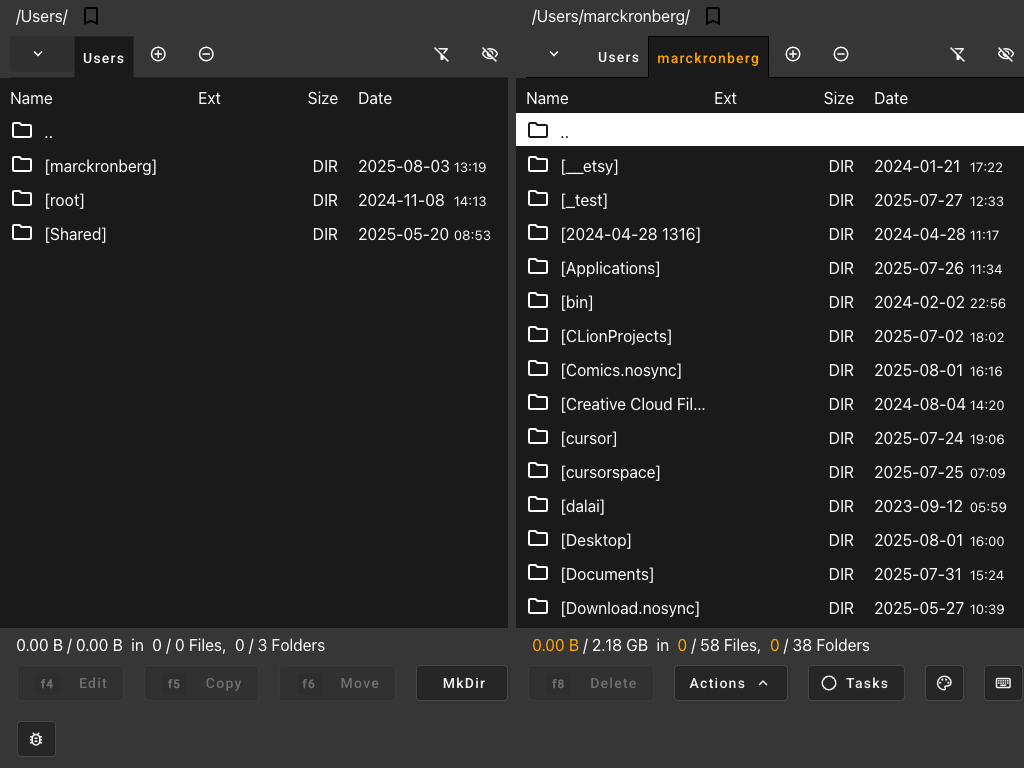 /Users/
Users
Name Ext Size Date
..
[marckronberg] DIR 2025-08-03 13:19
[root] DIR 2024-11-08 14:13
[Shared] DIR 2025-05-20 08:53
0.00 B / 0.00 B in 0 / 0 Files, 0 / 3 Folders
/Users/marckronberg/
Users marckronberg
Name Ext Size Date
..
[__etsy] DIR 2024-01-21 17:22
[_test] DIR 2025-07-27 12:33
[2024-04-28 1316] DIR 2024-04-28 11:17
[Applications] DIR 2025-07-26 11:34
[bin] DIR 2024-02-02 22:56
[CLionProjects] DIR 2025-07-02 18:02
[Comics.nosync] DIR 2025-08-01 16:16
[Creative Cloud Fil... DIR 2024-08-04 14:20
[cursor] DIR 2025-07-24 19:06
[cursorspace] DIR 2025-07-25 07:09
[dalai] DIR 2023-09-12 05:59
[Desktop] DIR 2025-08-01 16:00
[Documents] DIR 2025-07-31 15:24
[Download.nosync] DIR 2025-05-27 10:39
0.00 B / 2.18 GB in 0 / 58 Files, 0 / 38 Folders
f4 Edit f5 Copy f6 Move MkDir f8 Delete Actions Tasks